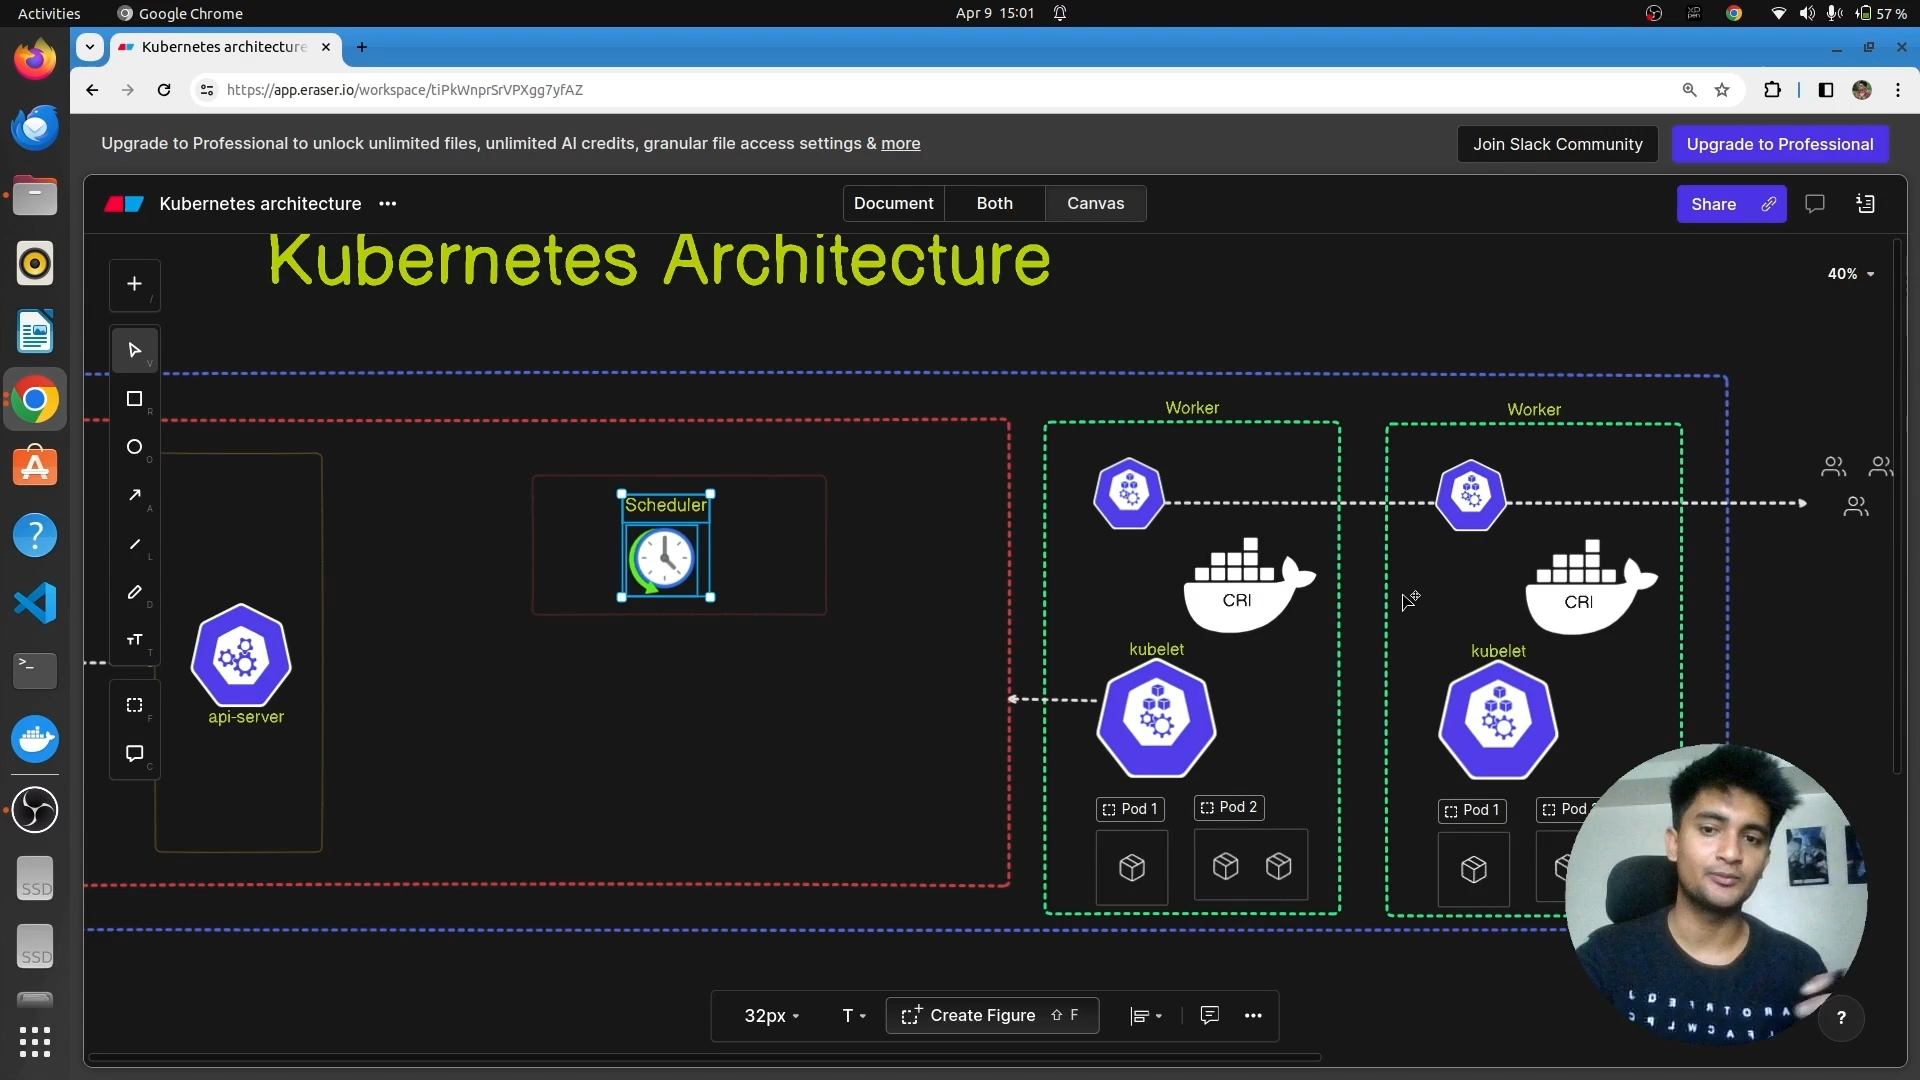 Activities
Google Chrome
Apr 9 15:01
57 %
Kubernetes architecture
https://app.eraser.io/workspace/tiPkWnprSrVPXgg7yfAZ
Upgrade to Professional to unlock unlimited files, unlimited AI credits, granular file access settings & more
Join Slack Community
Upgrade to Professional
Kubernetes architecture
Document
Both
Canvas
Share
Kubernetes Architecture
40%
/
V
R
O
A
L
D
T
F
C
Worker
Worker
Scheduler
CRI
CRI
kubelet
kubelet
api-server
Pod 1
Pod 2
Pod 1
Pod
SSD
SSD
32px
T
Create Figure
F
?